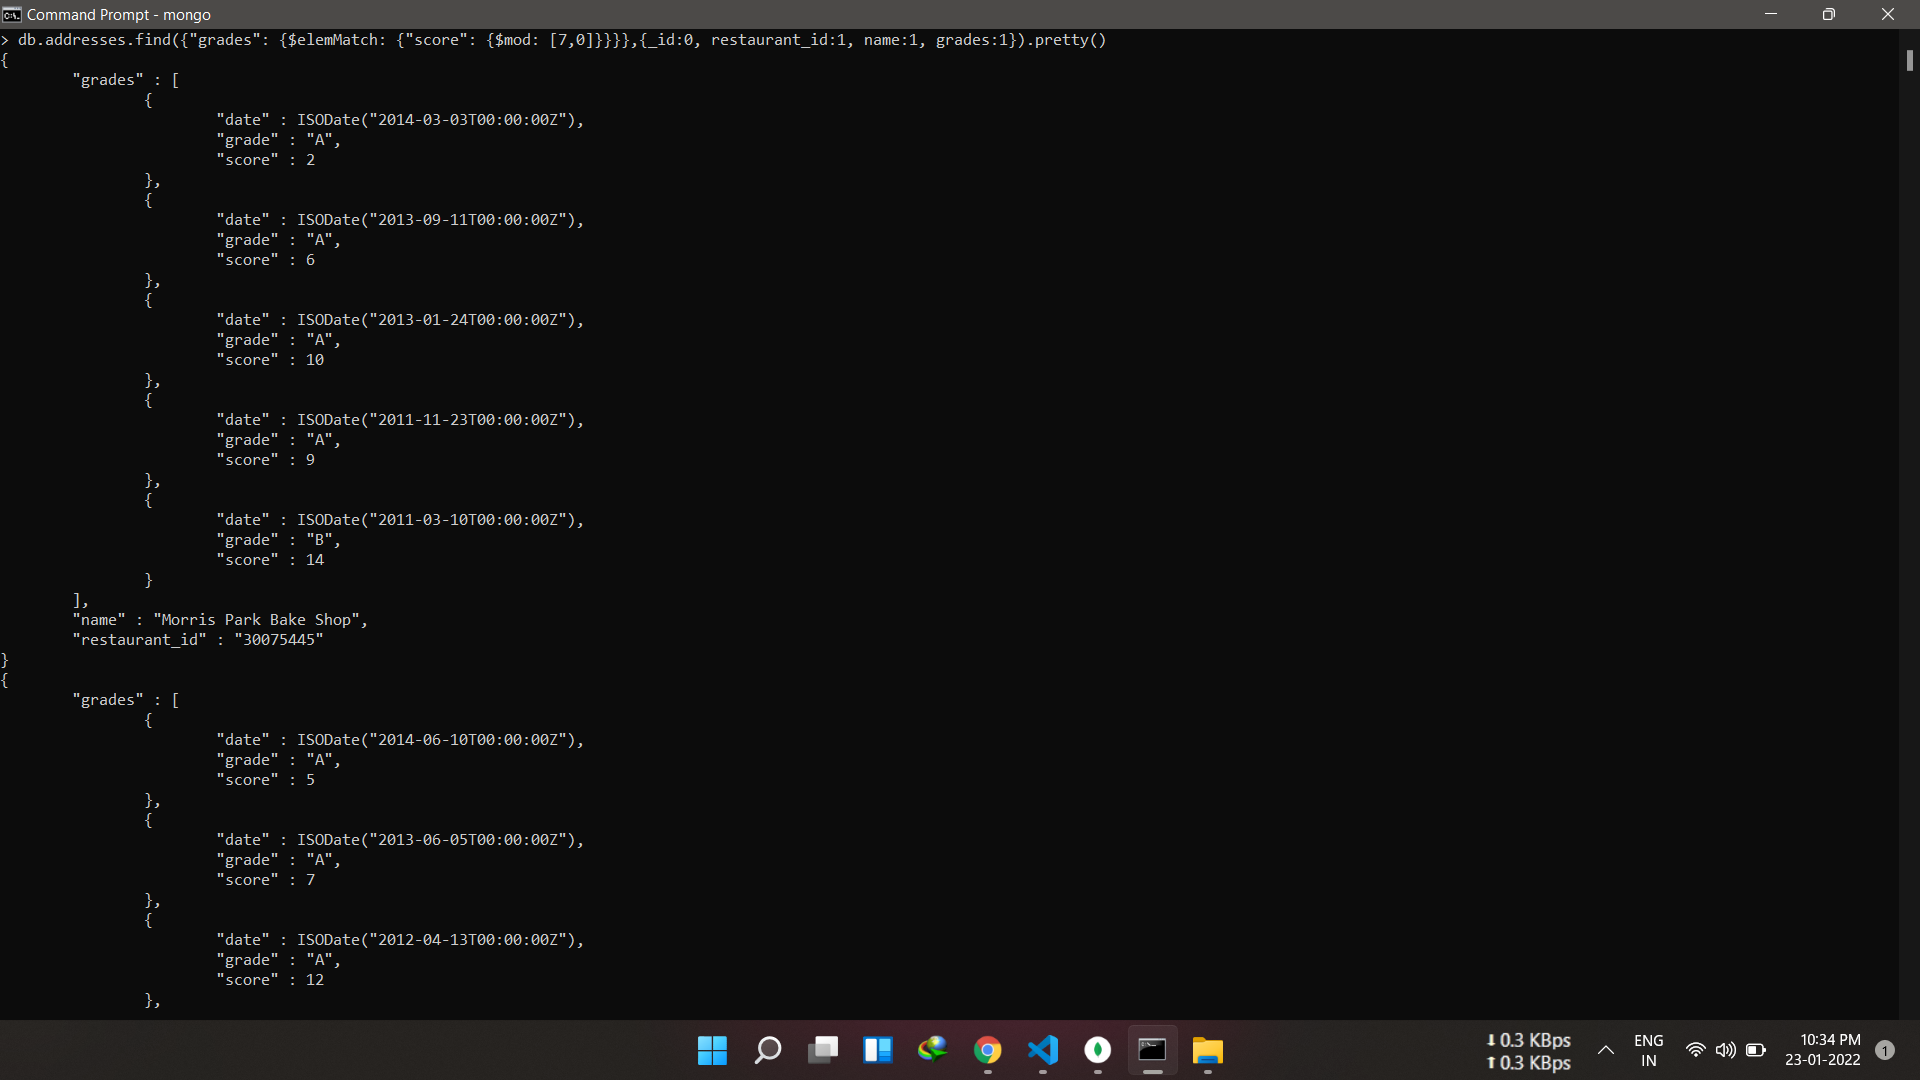 Command Prompt - mongo
> db.addresses.find({"grades": {$elemMatch: {"score": {$mod: [7,0]}}}},{_id:0, restaurant_id:1, name:1, grades:1}).pretty()
{
"grades" : [
{
"date" : ISODate("2014-03-03T00:00:00Z"),
"grade" : "A",
"score" : 2
},
{
"date" : ISODate("2013-09-11T00:00:00Z"),
"grade" : "A",
"score" : 6
},
{
"date" : ISODate("2013-01-24T00:00:00Z"),
"grade" : "A",
"score" : 10
},
{
"date" : ISODate("2011-11-23T00:00:00Z"),
"grade" : "A",
"score" : 9
},
{
"date" : ISODate("2011-03-10T00:00:00Z"),
"grade" : "B",
"score" : 14
}
],
"name" : "Morris Park Bake Shop",
"restaurant_id" : "30075445"
}
{
"grades" : [
{
"date" : ISODate("2014-06-10T00:00:00Z"),
"grade" : "A",
"score" : 5
},
{
"date" : ISODate("2013-06-05T00:00:00Z"),
"grade" : "A",
"score" : 7
},
{
"date" : ISODate("2012-04-13T00:00:00Z"),
"grade" : "A",
"score" : 12
},
0.3 KBps
0.3 KBps
ENG
IN
10:34 PM
23-01-2022
1